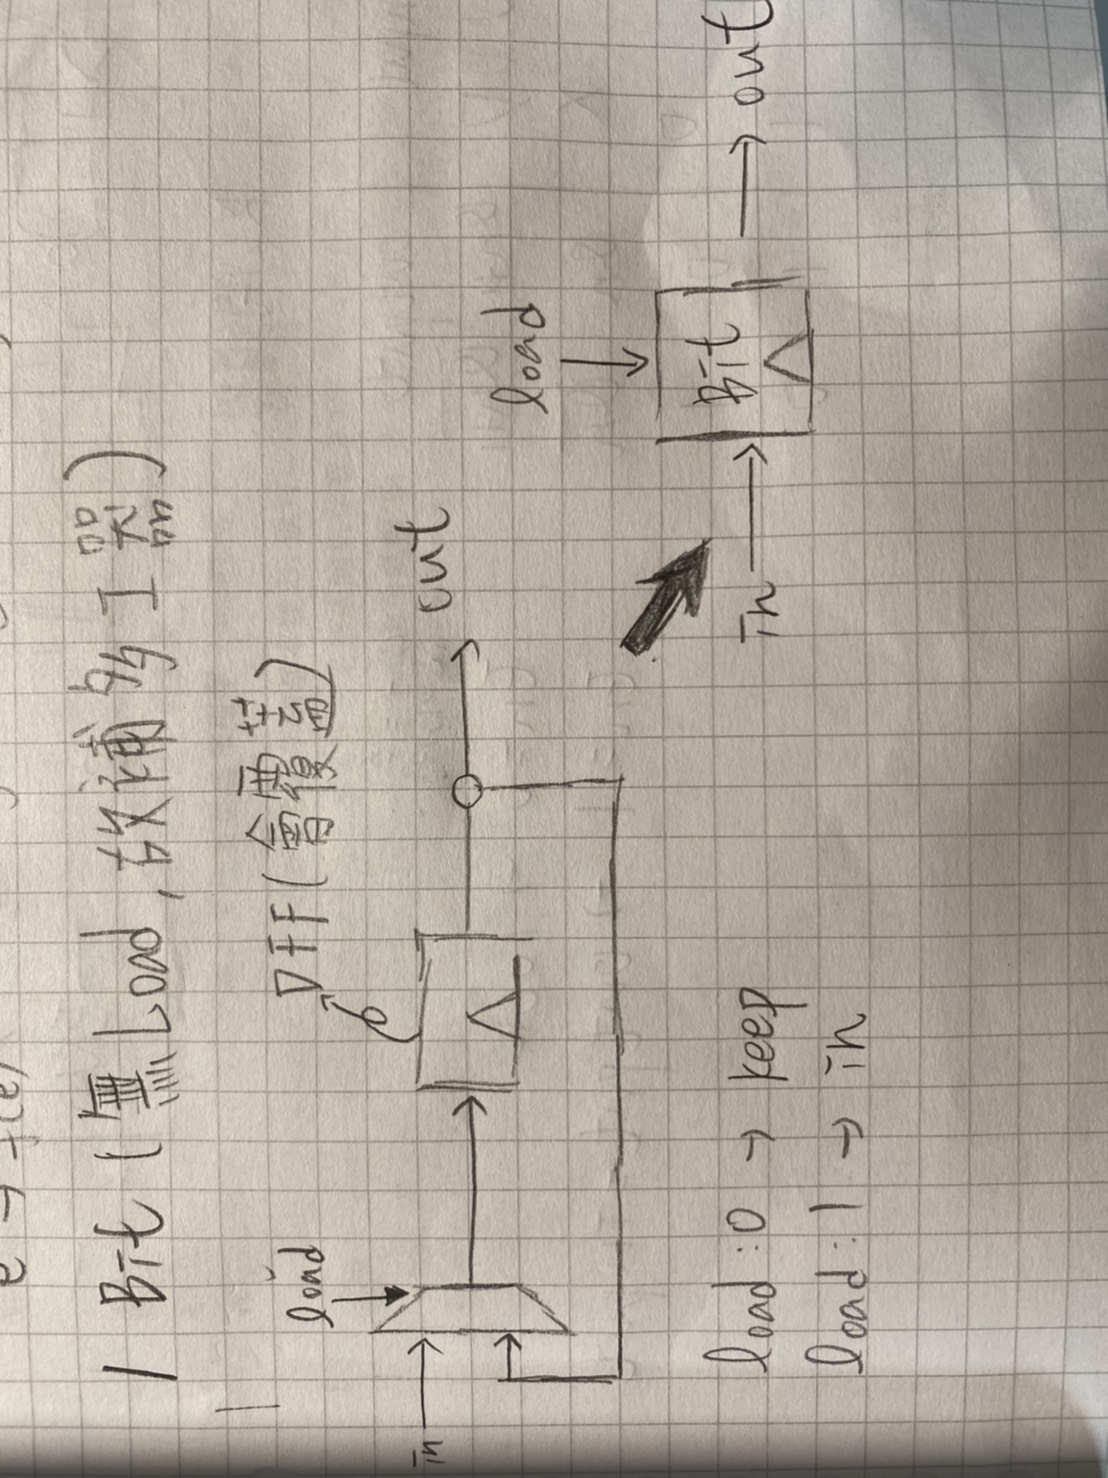 e → f(e)
1 Bit (無Load,故補多工器)
load
DFF(會覆蓋)
in
out
load
Bit
in
out
load:0 → keep
load:1 → in